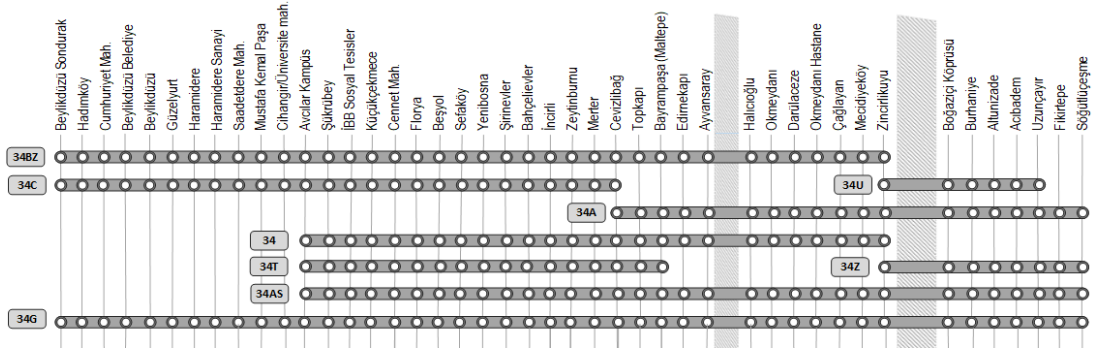 Beylikdüzü Sondurak
Hadımköy
Cumhuriyet Mah.
Beylikdüzü Belediye
Beylikdüzü
Güzelyurt
Haramidere
Haramidere Sanayi
Saadetdere Mah.
Mustafa Kemal Paşa
Cihangir/Üniversite mah.
Avcılar Kampüs
Şükrübey
İBB Sosyal Tesisler
Küçükçekmece
Cennet Mah.
Florya
Beşyol
Sefaköy
Yenibosna
Şirinevler
Bahçelievler
İncirli
Zeytinburnu
Merter
Cevizlibağ
Topkapı
Bayrampaşa (Maltepe)
Edirnekapı
Ayvansaray
Halıcıoğlu
Okmeydanı
Darülaceze
Okmeydanı Hastane
Çağlayan
Mecidiyeköy
Zincirlikuyu
Boğaziçi Köprüsü
Burhaniye
Altunizade
Acıbadem
Uzunçayır
Fikirtepe
Söğütlüçeşme
34BZ
34C
34U
34A
34
34T
34Z
34AS
34G